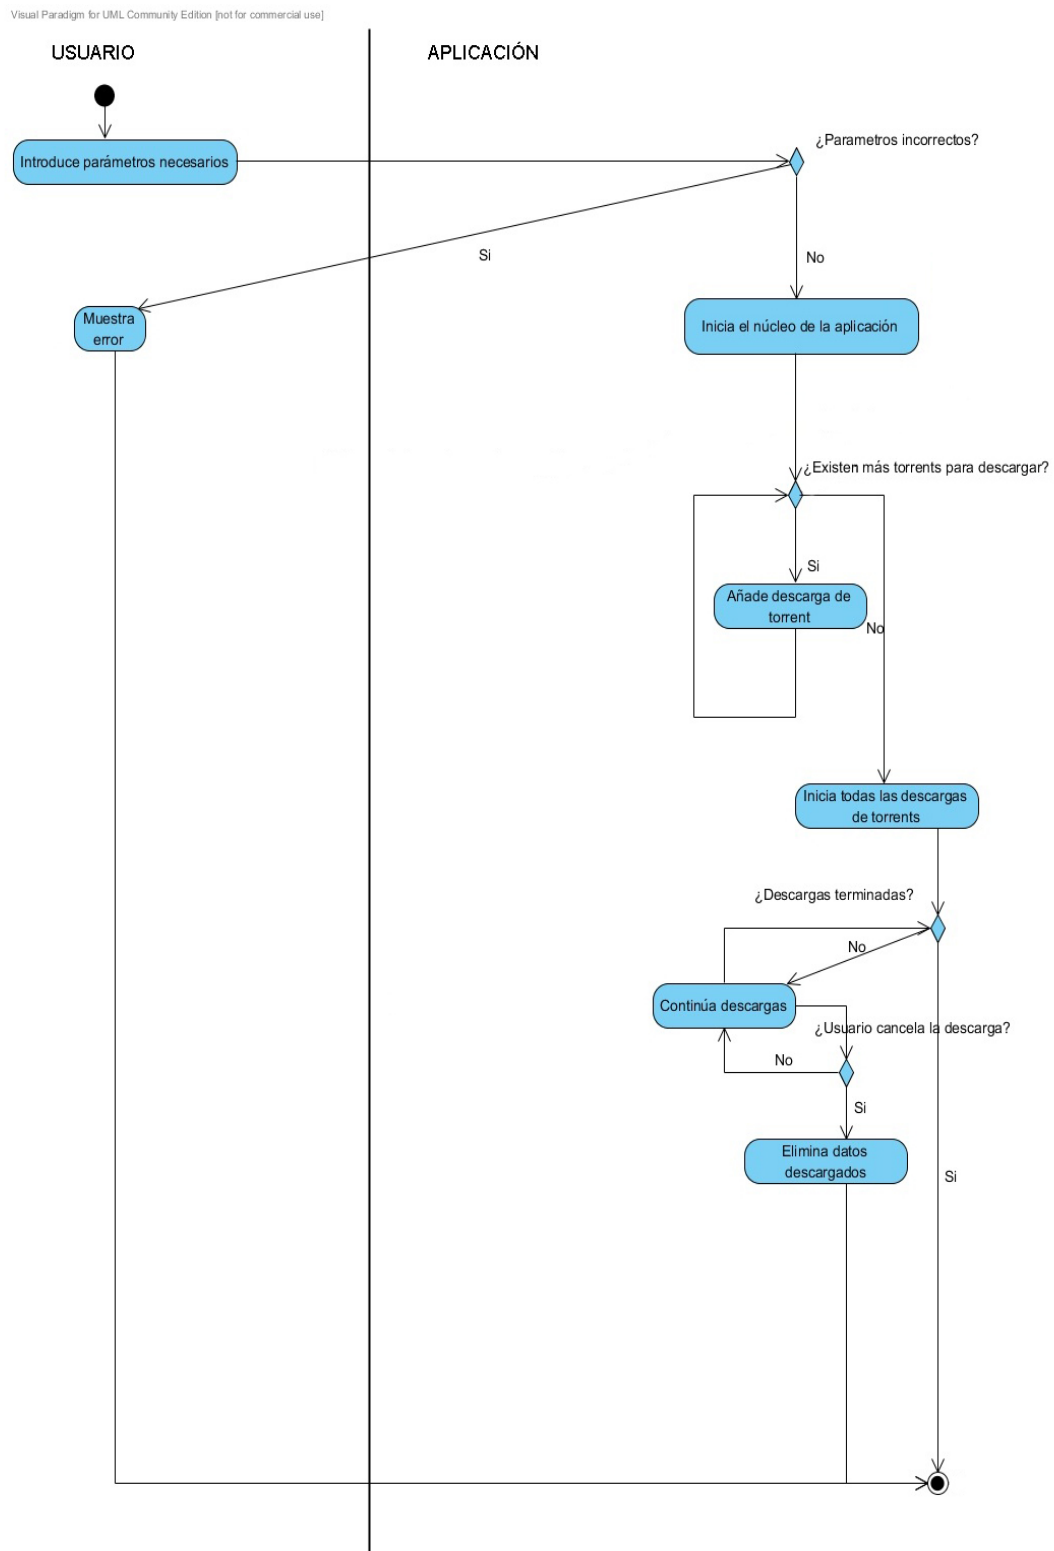 Visual Paradigm for UML Community Edition [not for commercial use]
USUARIO
APLICACIÓN
¿Parametros incorrectos?
Introduce parámetros necesarios
Si
No
Muestra
error
Inicia el núcleo de la aplicación
¿Existen más torrents para descargar?
Si
Añade descarga de
torrent
No
Inicia todas las descargas
de torrents
¿Descargas terminadas?
No
Continúa descargas
¿Usuario cancela la descarga?
No
Si
Elimina datos
descargados
Si